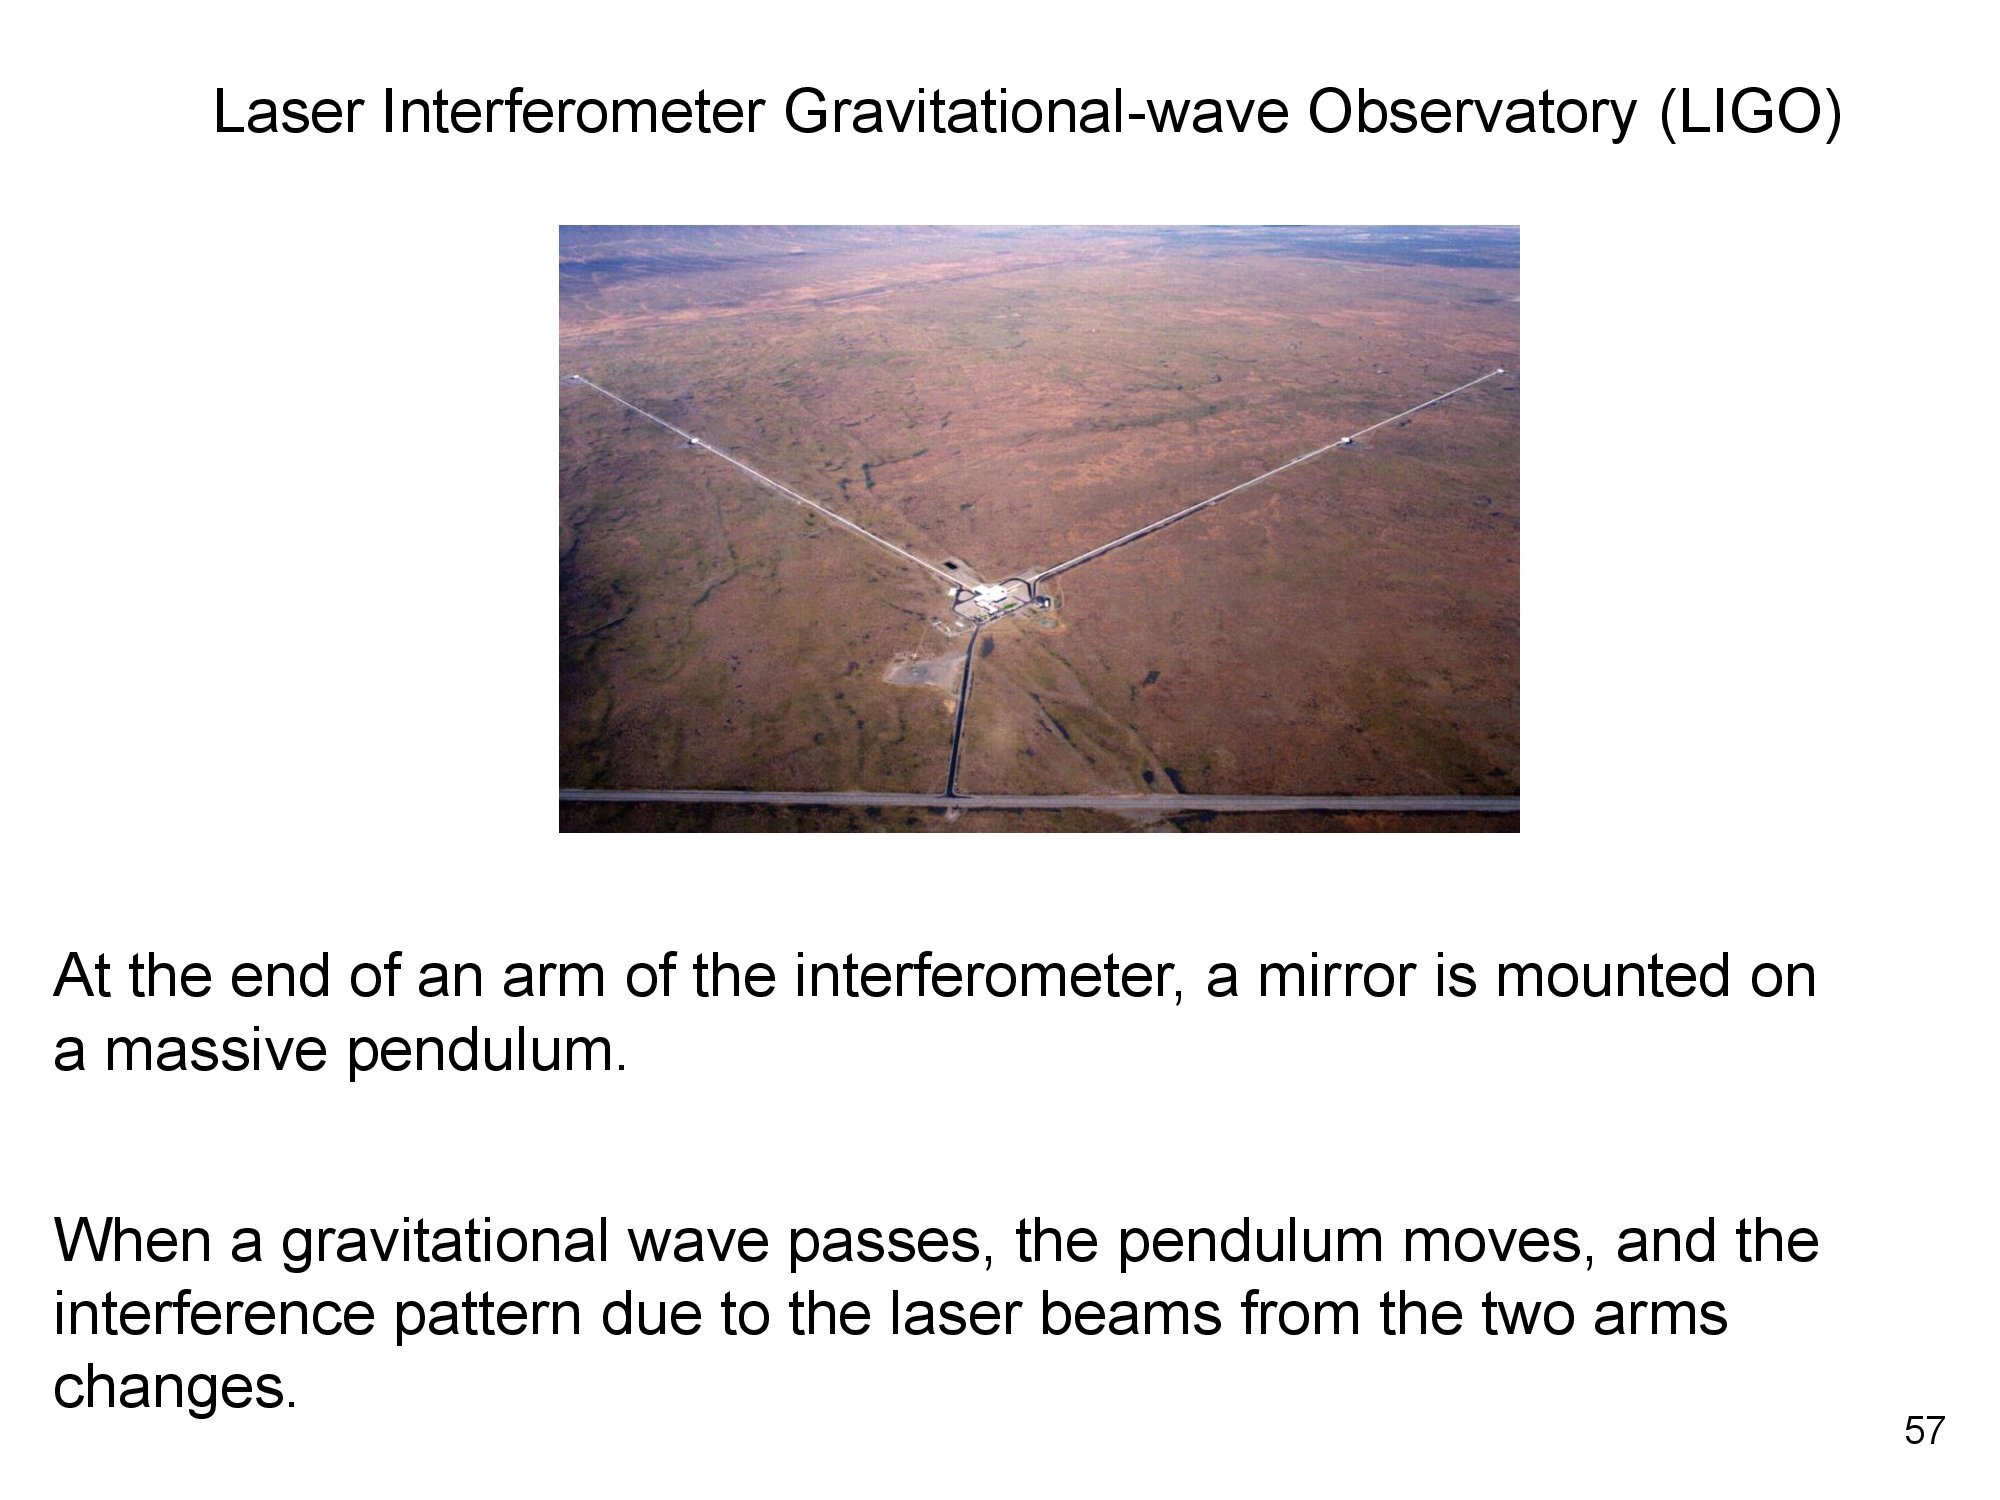 Laser Interferometer Gravitational-wave Observatory (LIGO)
At the end of an arm of the interferometer, a mirror is mounted on
a massive pendulum.
When a gravitational wave passes, the pendulum moves, and the
interference pattern due to the laser beams from the two arms
changes.
57